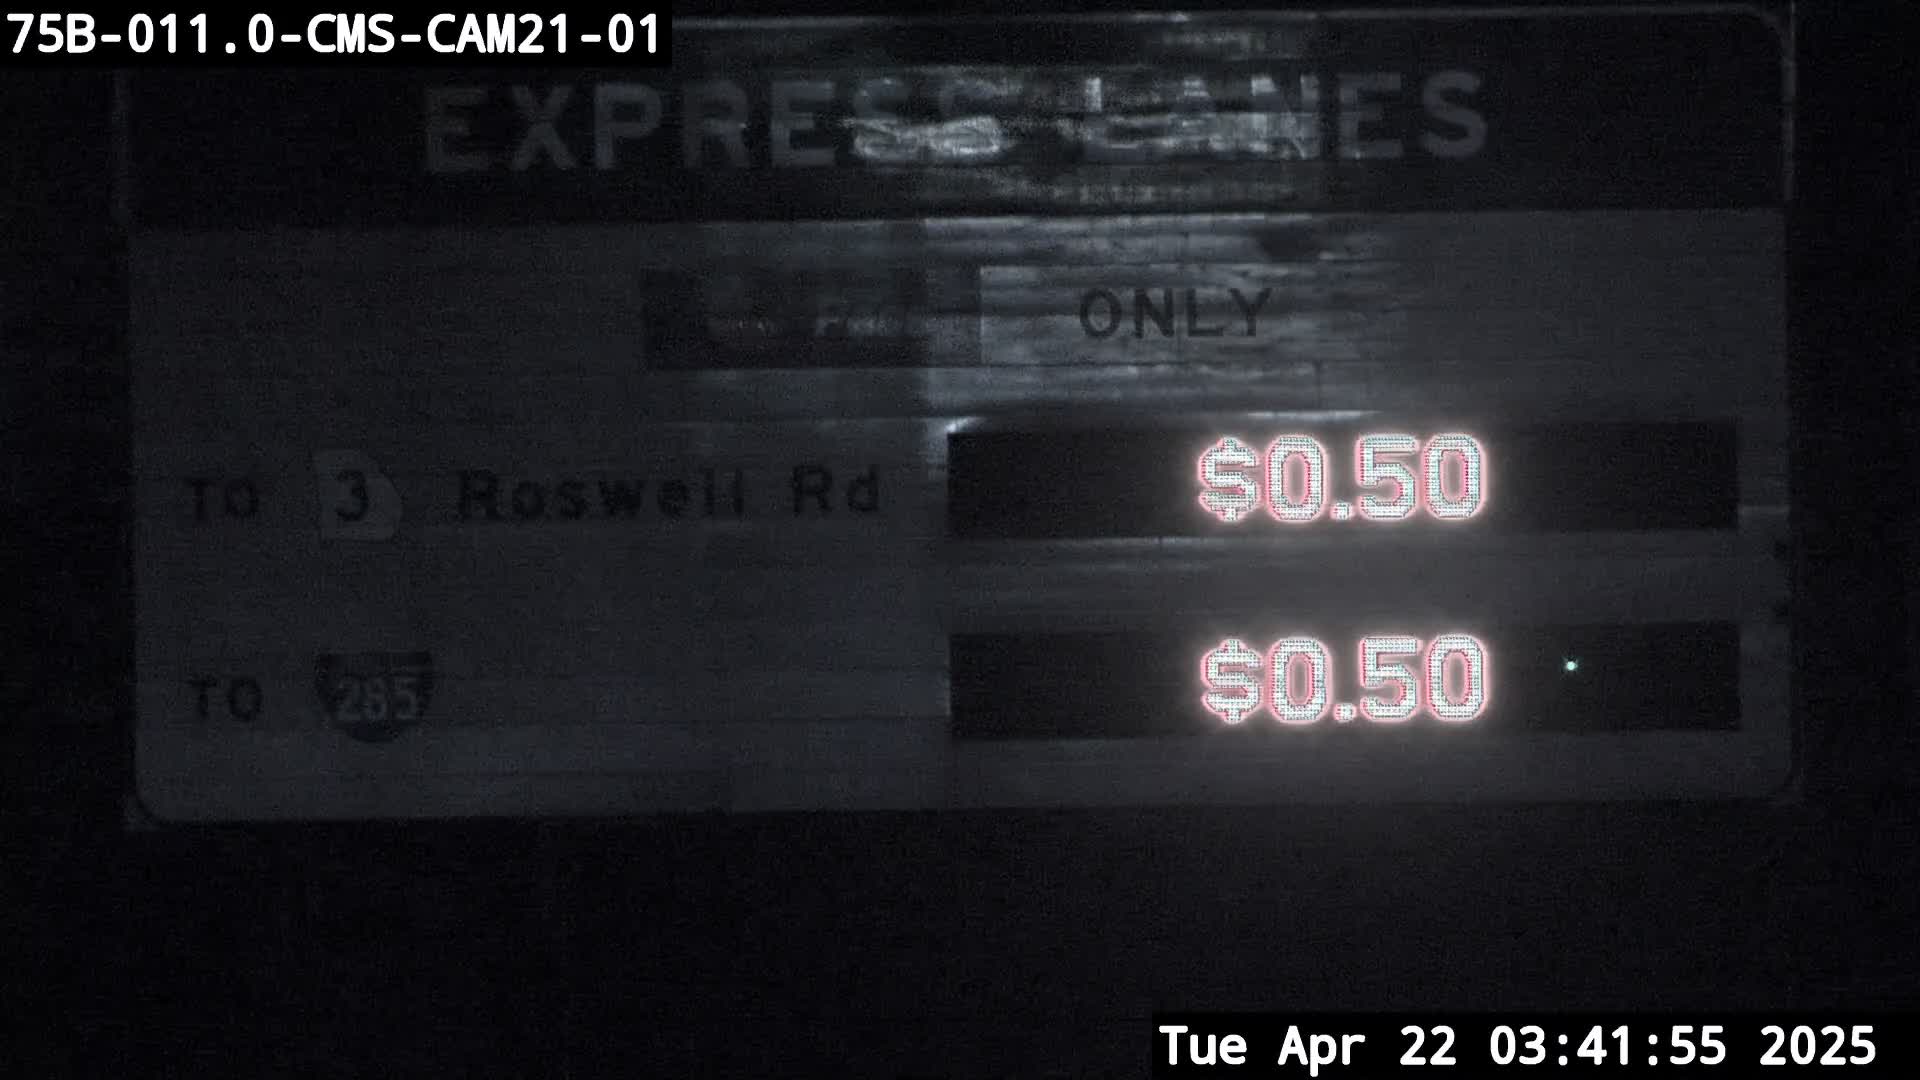 75B-011.0-CMS-CAM21-01
EXPRESS LANES
ONLY
TO 3 Roswell Rd $0.50
TO 285 $0.50
Tue Apr 22 03:41:55 2025